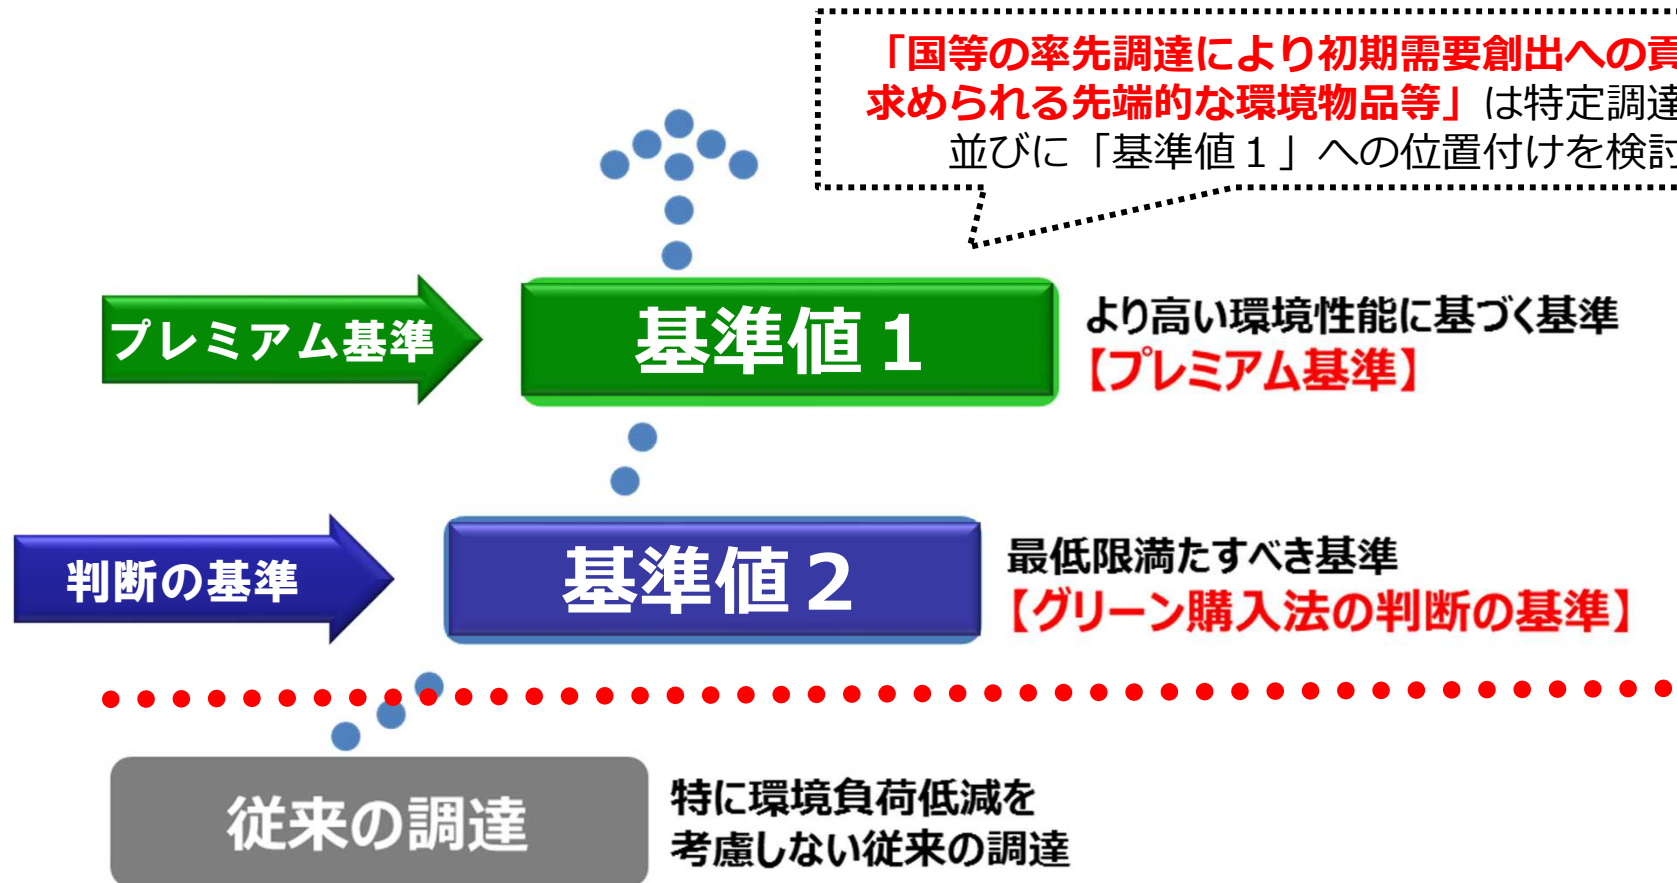 「国等の率先調達により初期需要創出への貢
求められる先端的な環境物品等」は特定調達
並びに「基準値１」への位置付けを検討
プレミアム基準
基準値１
より高い環境性能に基づく基準
【プレミアム基準】
判断の基準
基準値２
最低限満たすべき基準
【グリーン購入法の判断の基準】
従来の調達
特に環境負荷低減を
考慮しない従来の調達